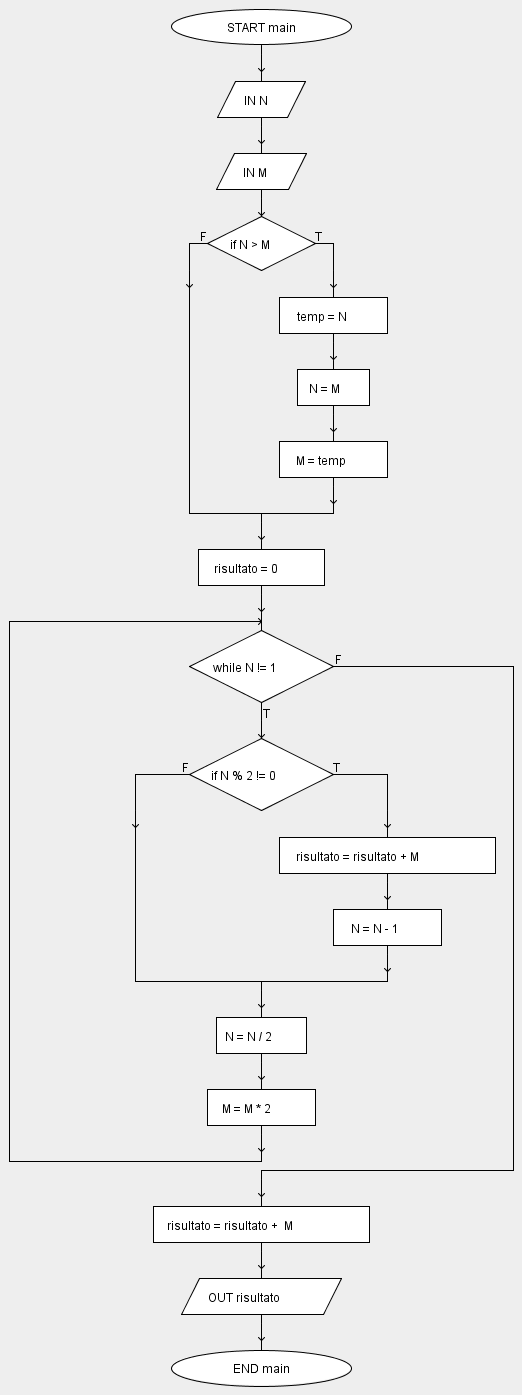 START main
IN N
IN M
F
T
if N > M
temp = N
N = M
M = temp
risultato = 0
while N != 1
F
T
F
T
if N % 2 != 0
risultato = risultato + M
N = N - 1
N = N / 2
M = M * 2
risultato = risultato +  M
OUT risultato
END main